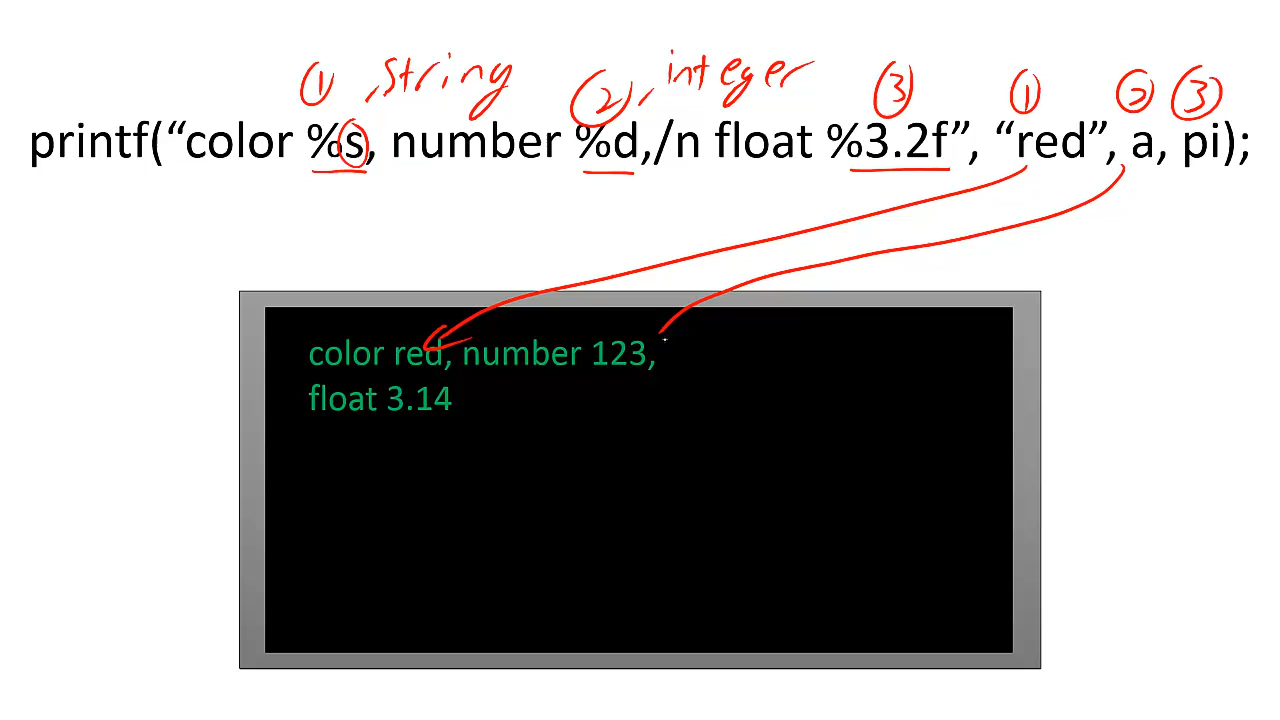 ① , string ② , integer ③ ① ② ③
printf(“color %s, number %d,/n float %3.2f”, “red”, a, pi);
color red, number 123,
float 3.14